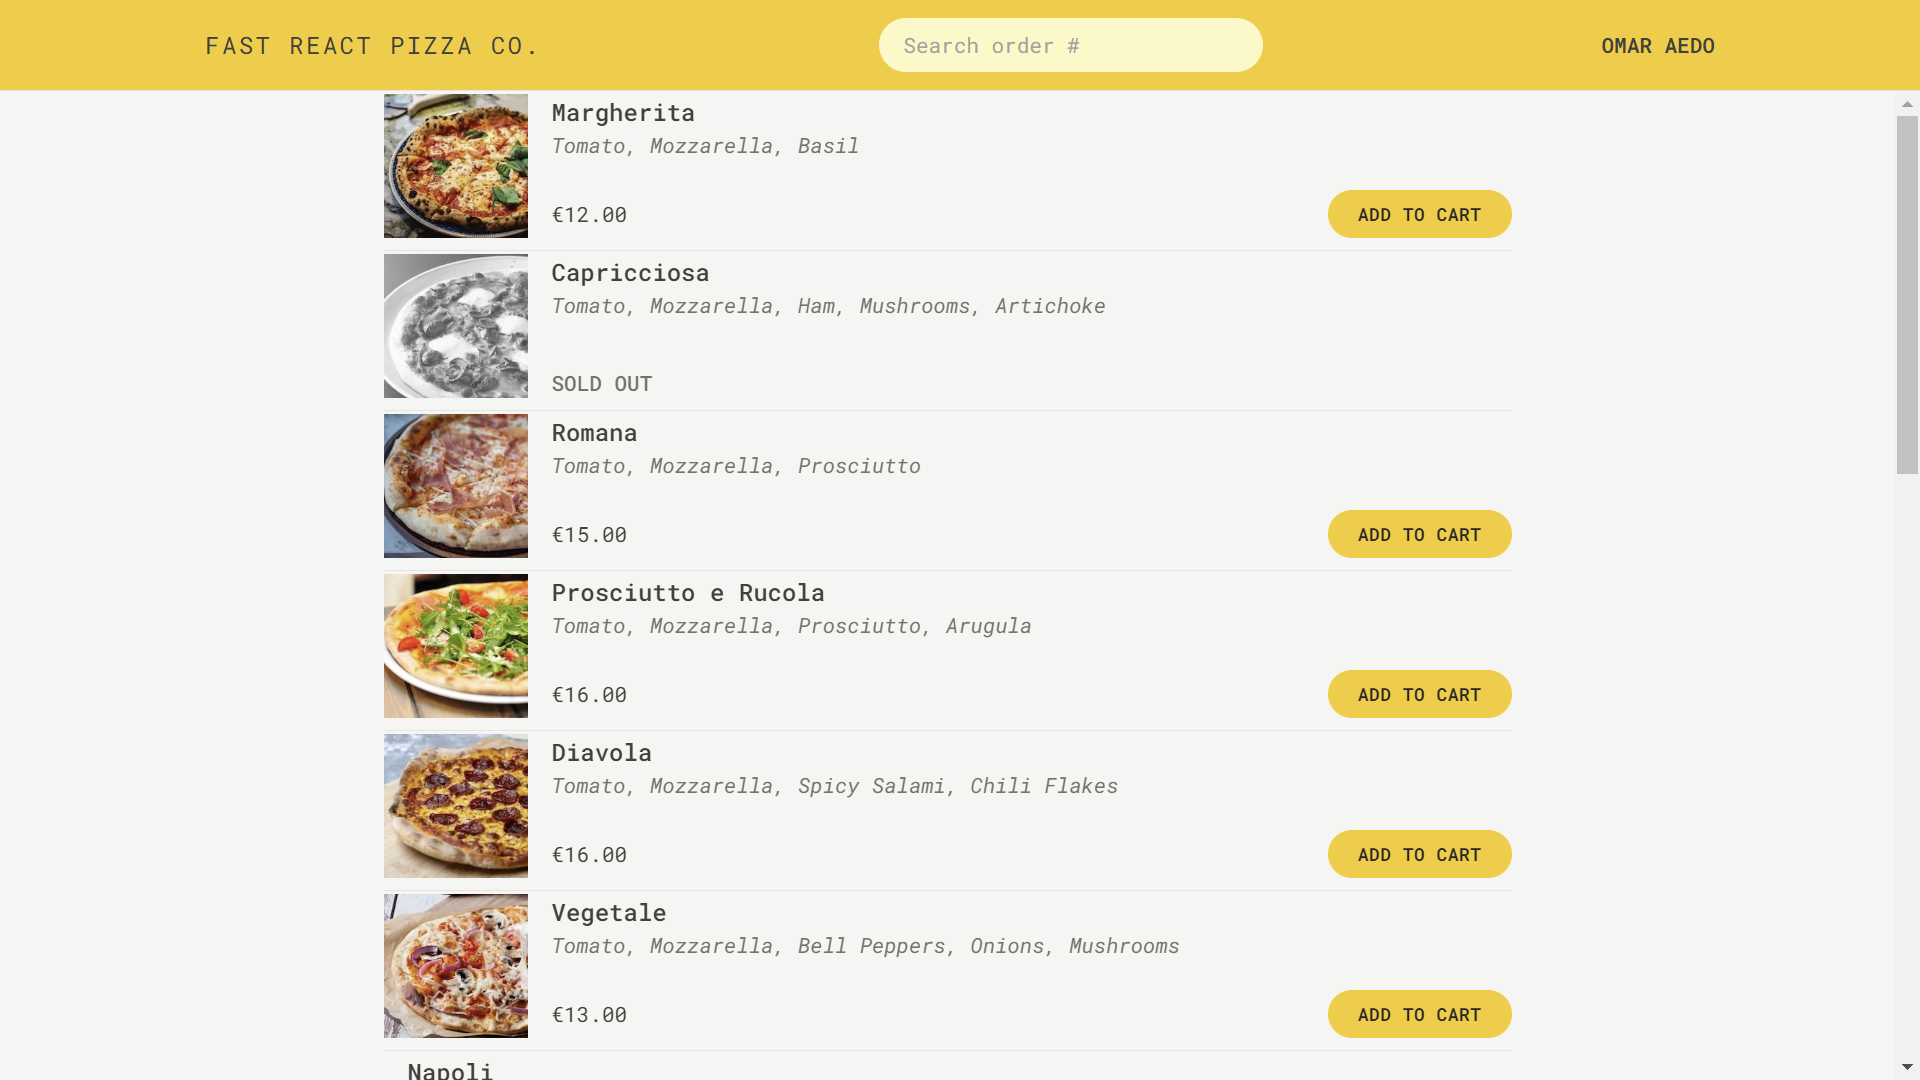 FAST REACT PIZZA CO.
Search order #
OMAR AEDO
Margherita
Tomato, Mozzarella, Basil
€12.00
ADD TO CART
Capricciosa
Tomato, Mozzarella, Ham, Mushrooms, Artichoke
SOLD OUT
Romana
Tomato, Mozzarella, Prosciutto
€15.00
ADD TO CART
Prosciutto e Rucola
Tomato, Mozzarella, Prosciutto, Arugula
€16.00
ADD TO CART
Diavola
Tomato, Mozzarella, Spicy Salami, Chili Flakes
€16.00
ADD TO CART
Vegetale
Tomato, Mozzarella, Bell Peppers, Onions, Mushrooms
€13.00
ADD TO CART
Napoli